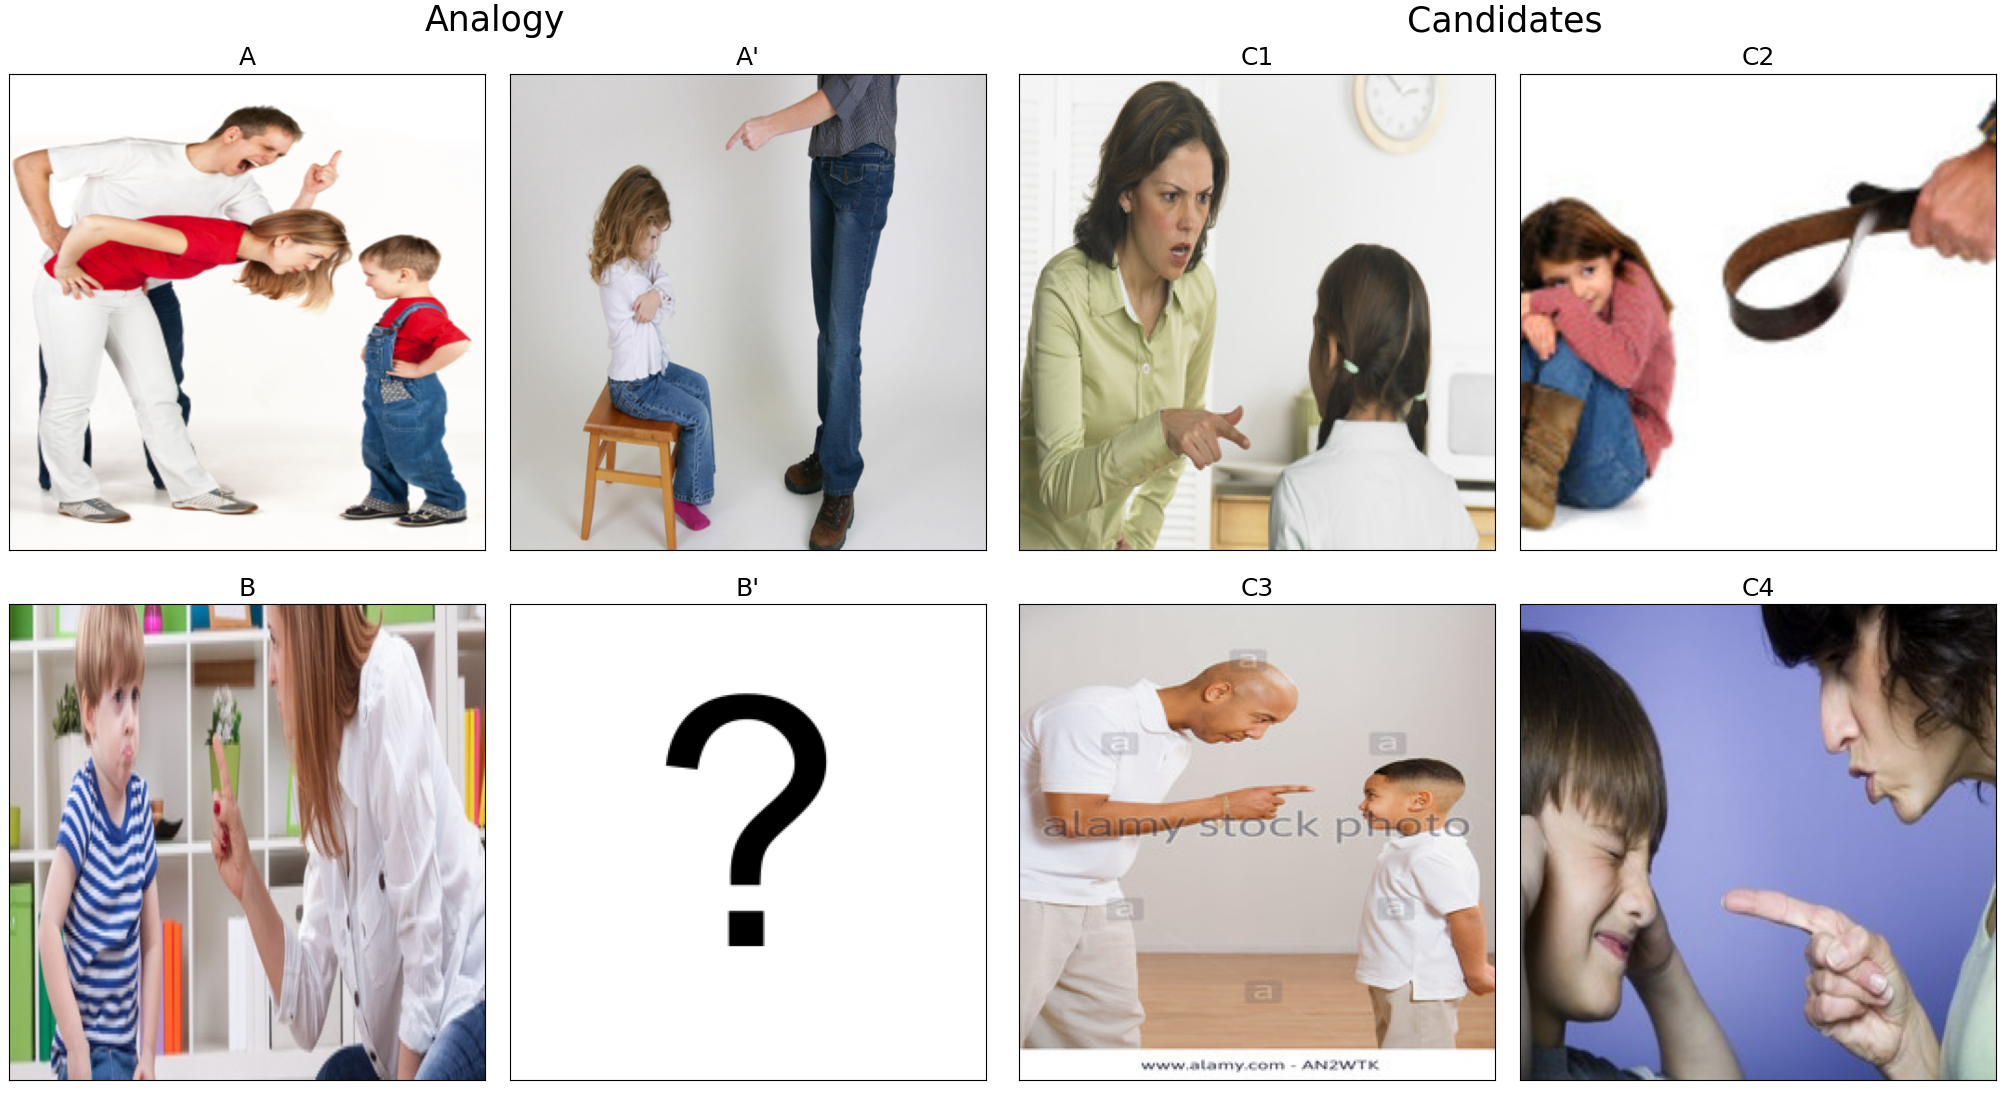 Analogy
Candidates
A
A'
C1
C2
B
B'
C3
C4
?
a
a
a
alamy stock photo
a
a
a
www.alamy.com - AN2WTK